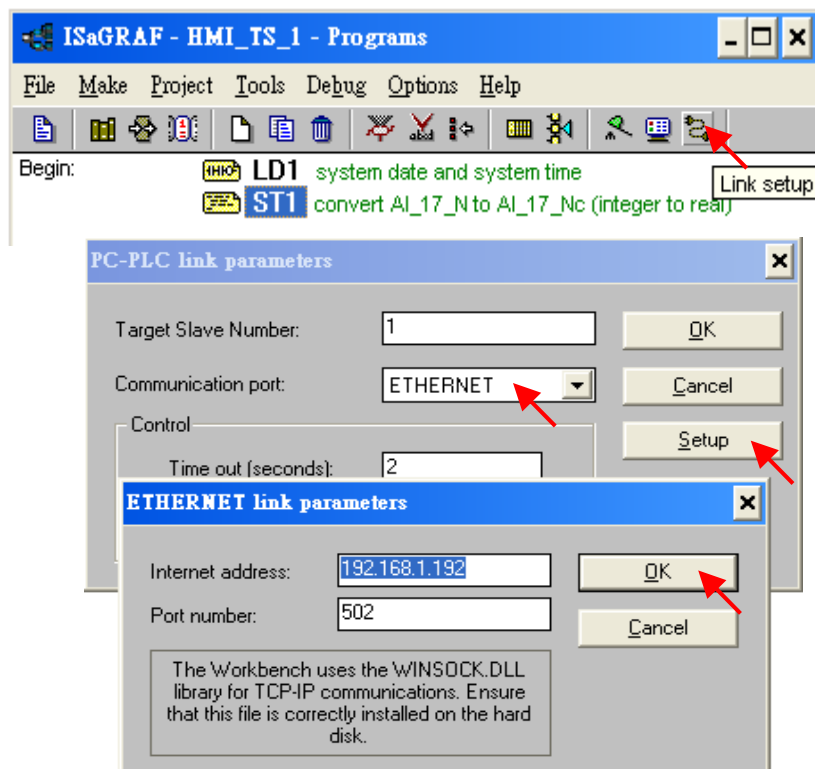 ISaGRAF - HMI_TS_1 - Programs
File Make Project Tools Debug Options Help
Begin:
LD1 system date and system time
Link setup
ST1 convert AI_17_N to AI_17_Nc (integer to real)
PC-PLC link parameters
Target Slave Number: 1 OK
Communication port: ETHERNET Cancel
Control
Setup
Time out (seconds): 2
ETHERNET link parameters
Internet address: 192.168.1.192 OK
Port number: 502
Cancel
The Workbench uses the WINSOCK.DLL
library for TCP-IP communications. Ensure
that this file is correctly installed on the hard
disk.